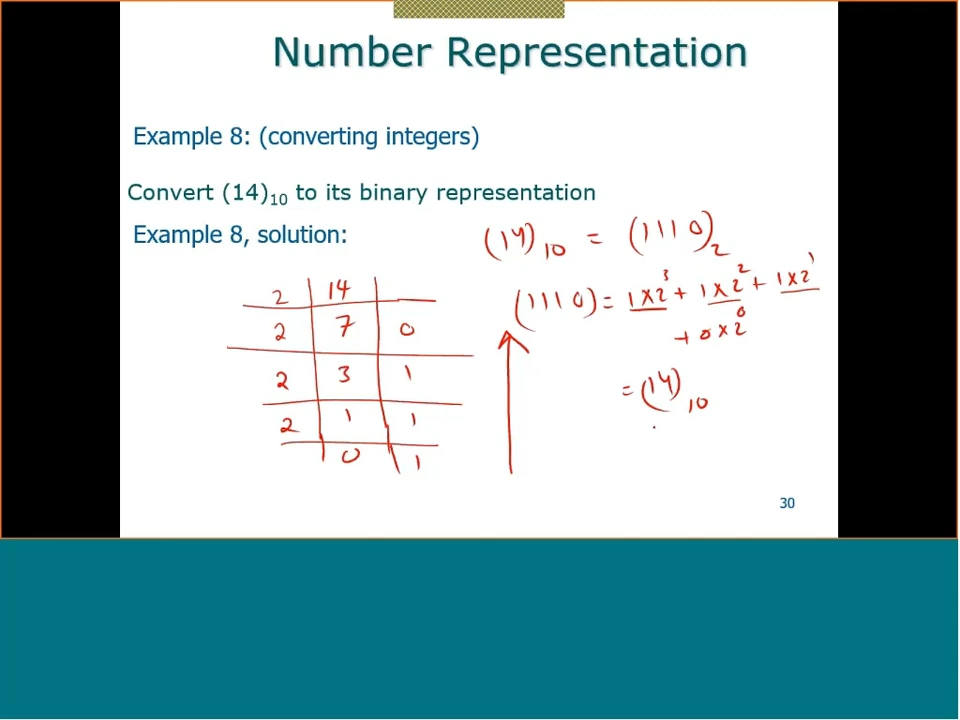 Number Representation
Example 8: (converting integers)
Convert (14)₁₀ to its binary representation
Example 8, solution:
(14)₁₀ = (1110)₂
(1110) = 1×2³ + 1×2² + 1×2¹
+ 0×2⁰
= (14)₁₀
2 14
2 7 0
2 3 1
2 1 1
0 1
30